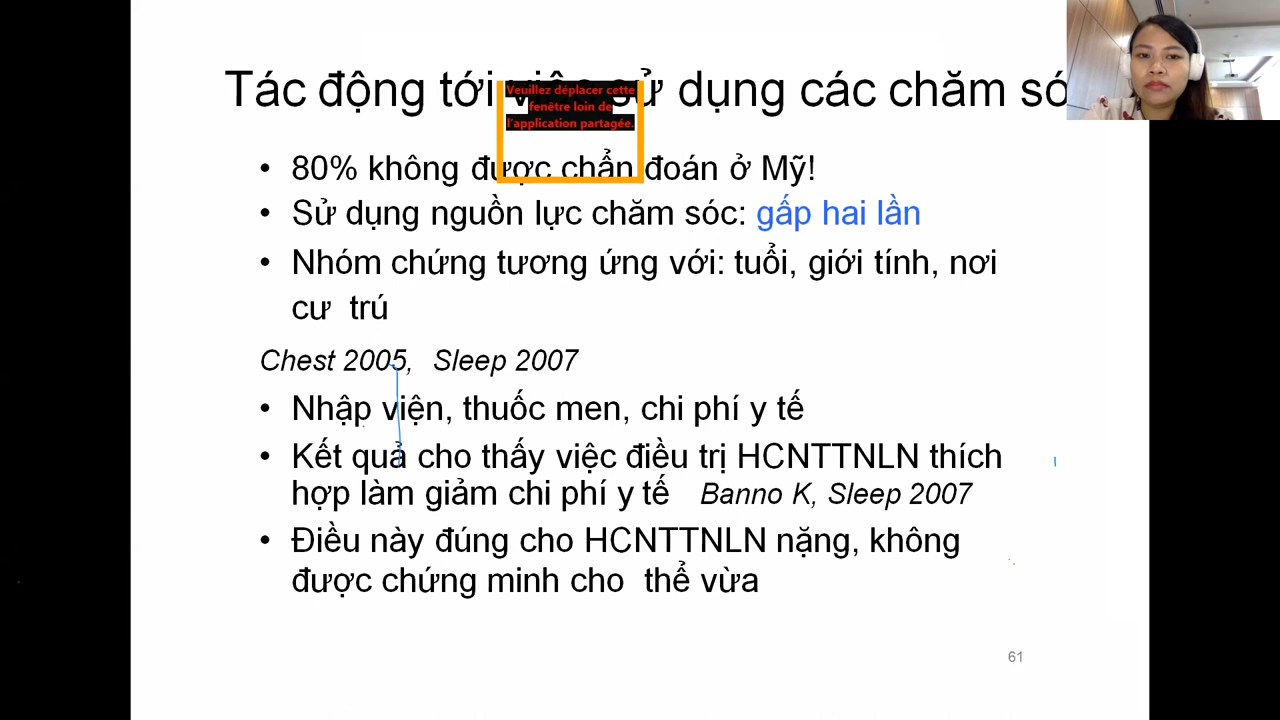 Tác động tới việc sử dụng các chăm só
Veuillez déplacer cette
fenêtre loin de
l'application partagée.
• 80% không được chẩn đoán ở Mỹ!
• Sử dụng nguồn lực chăm sóc: gấp hai lần
• Nhóm chứng tương ứng với: tuổi, giới tính, nơi
cư trú
Chest 2005, Sleep 2007
• Nhập viện, thuốc men, chi phí y tế
• Kết quả cho thấy việc điều trị HCNTTNLN thích
hợp làm giảm chi phí y tế Banno K, Sleep 2007
• Điều này đúng cho HCNTTNLN nặng, không
được chứng minh cho thể vừa
61